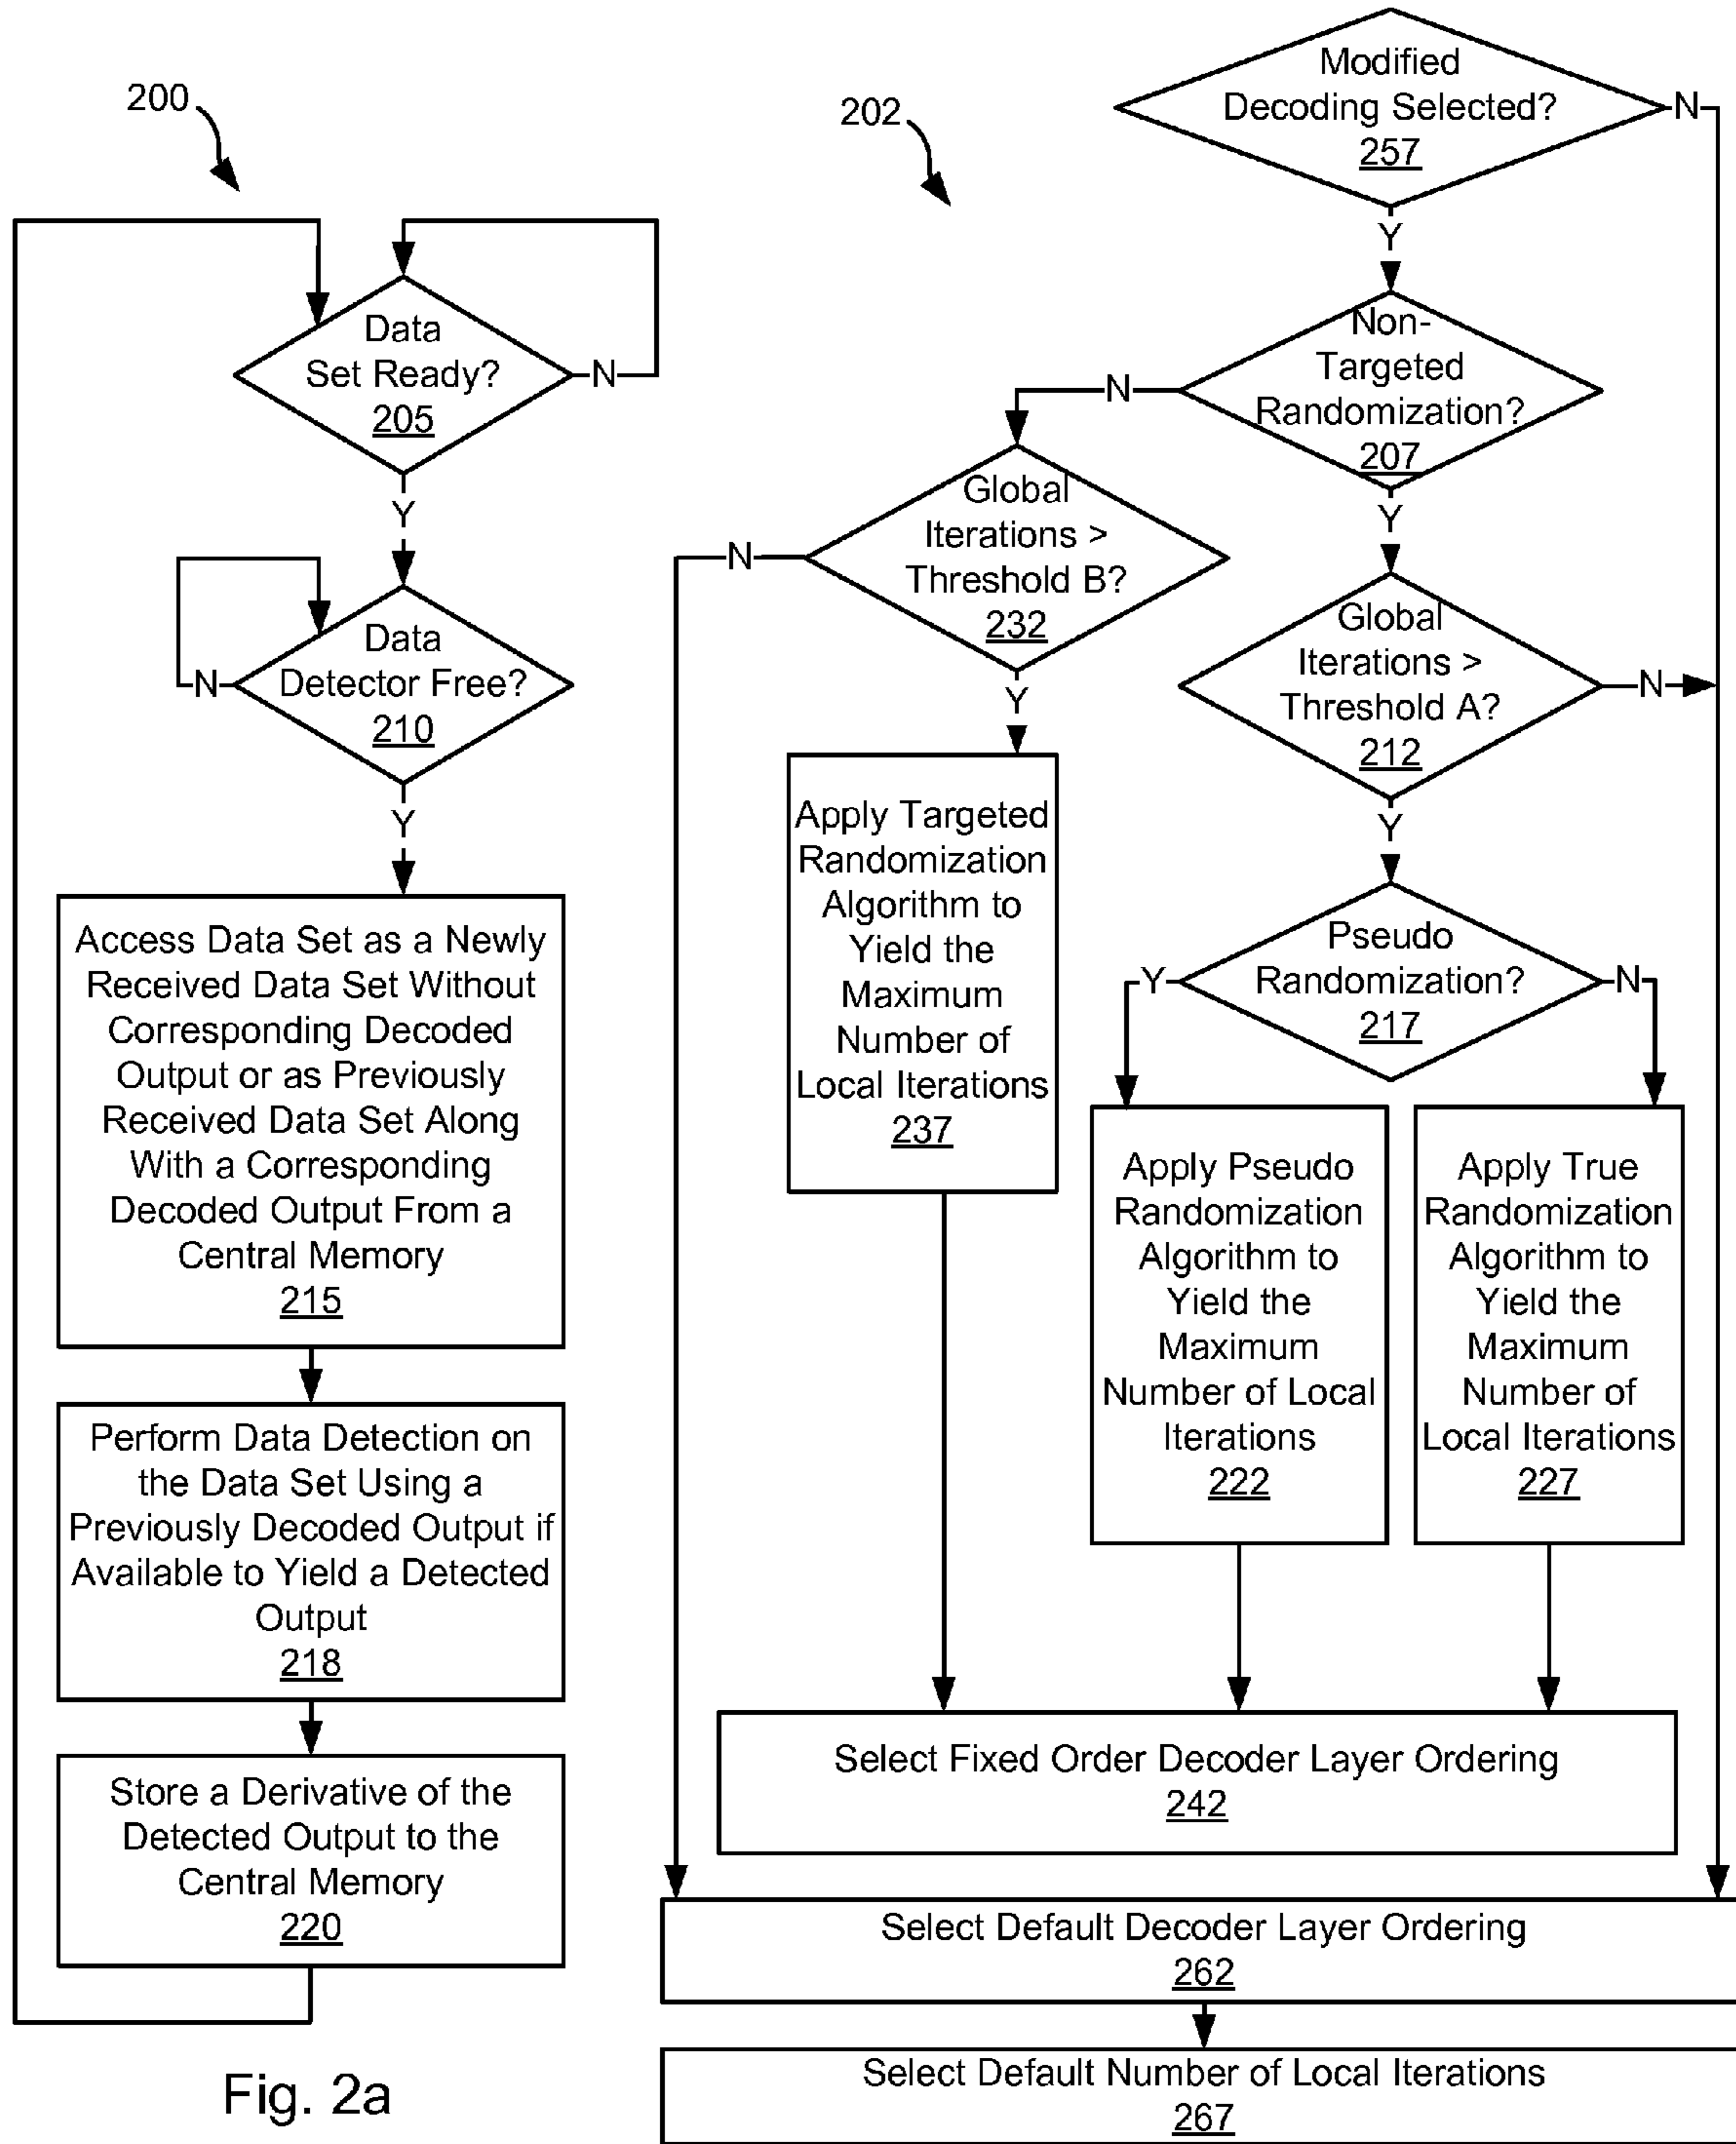 200
Data
Set Ready?
205
N
Y
Data
Detector Free?
210
N
Y
Access Data Set as a Newly
Received Data Set Without
Corresponding Decoded
Output or as Previously
Received Data Set Along
With a Corresponding
Decoded Output From a
Central Memory
215
Perform Data Detection on
the Data Set Using a
Previously Decoded Output if
Available to Yield a Detected
Output
218
Store a Derivative of the
Detected Output to the
Central Memory
220
Fig. 2a
202
Modified
Decoding Selected?
257
N
Y
Non-
Targeted
Randomization?
207
N
Y
Global
Iterations >
Threshold B?
232
N
Y
Global
Iterations >
Threshold A?
212
N
Y
Apply Targeted
Randomization
Algorithm to
Yield the
Maximum
Number of
Local Iterations
237
Pseudo
Randomization?
217
Y
N
Apply Pseudo
Randomization
Algorithm to
Yield the
Maximum
Number of Local
Iterations
222
Apply True
Randomization
Algorithm to
Yield the
Maximum
Number of
Local Iterations
227
Select Fixed Order Decoder Layer Ordering
242
Select Default Decoder Layer Ordering
262
Select Default Number of Local Iterations
267